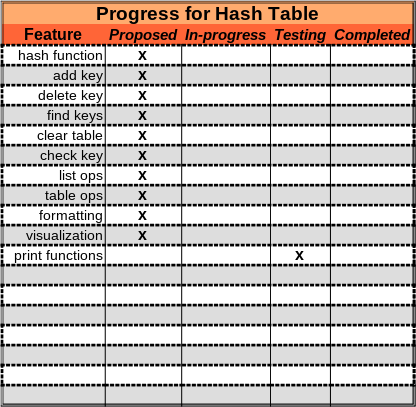 Progress for Hash Table
Feature Proposed In-progress Testing Completed
hash function x
add key x
delete key x
find keys x
clear table x
check key x
list ops x
table ops x
formatting x
visualization x
print functions x